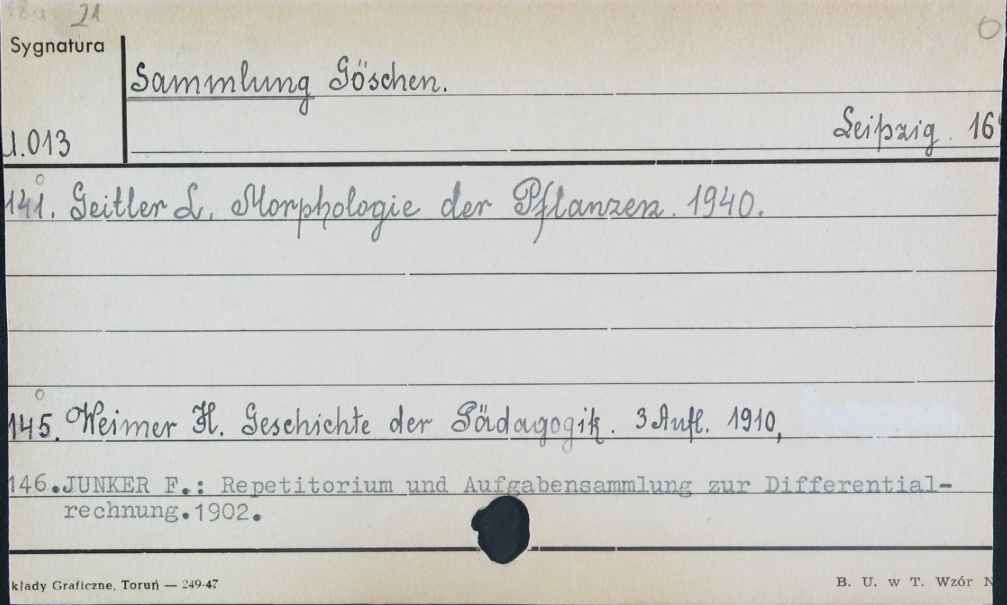 21
Sygnatura
Sammlung Göschen.
Leipzig. 16°
1.013
141. Geitler L. Morphologie der Pflanzen. 1940.
145. Weimer H. Geschichte der Pädagogik. 3 Aufl. 1910,
146. JUNKER F.: Repetitorium und Aufgabensammlung zur Differential-
rechnung. 1902.
kłady Graficzne, Toruń — 249-47
B. U. w T. Wzór N